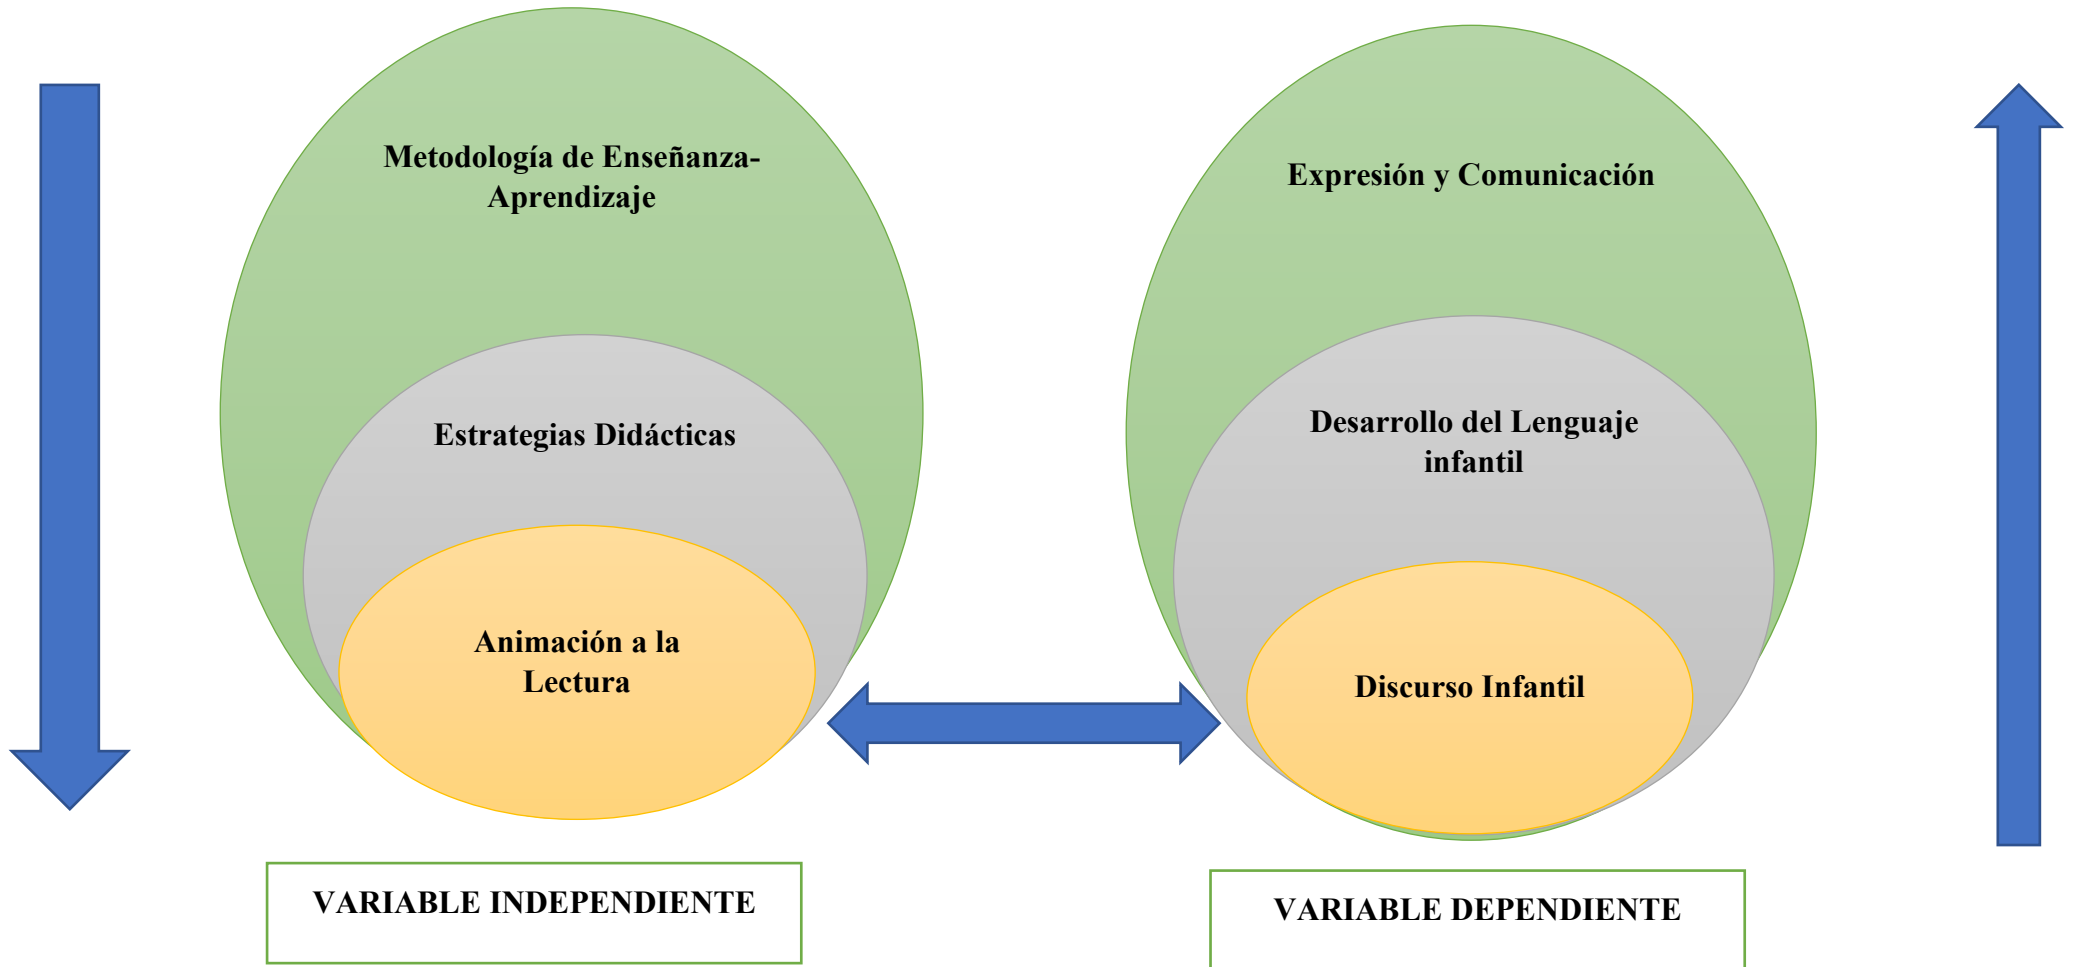 Metodología de Enseñanza-
Aprendizaje
Estrategias Didácticas
Animación a la
Lectura
VARIABLE INDEPENDIENTE
Expresión y Comunicación
Desarrollo del Lenguaje
infantil
Discurso Infantil
VARIABLE DEPENDIENTE